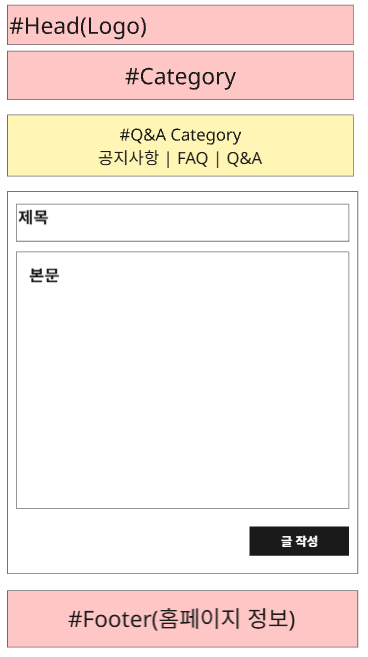 #Head(Logo)
#Category
#Q&A Category
공지사항 | FAQ | Q&A
제목
본문
글 작성
#Footer(홈페이지 정보)